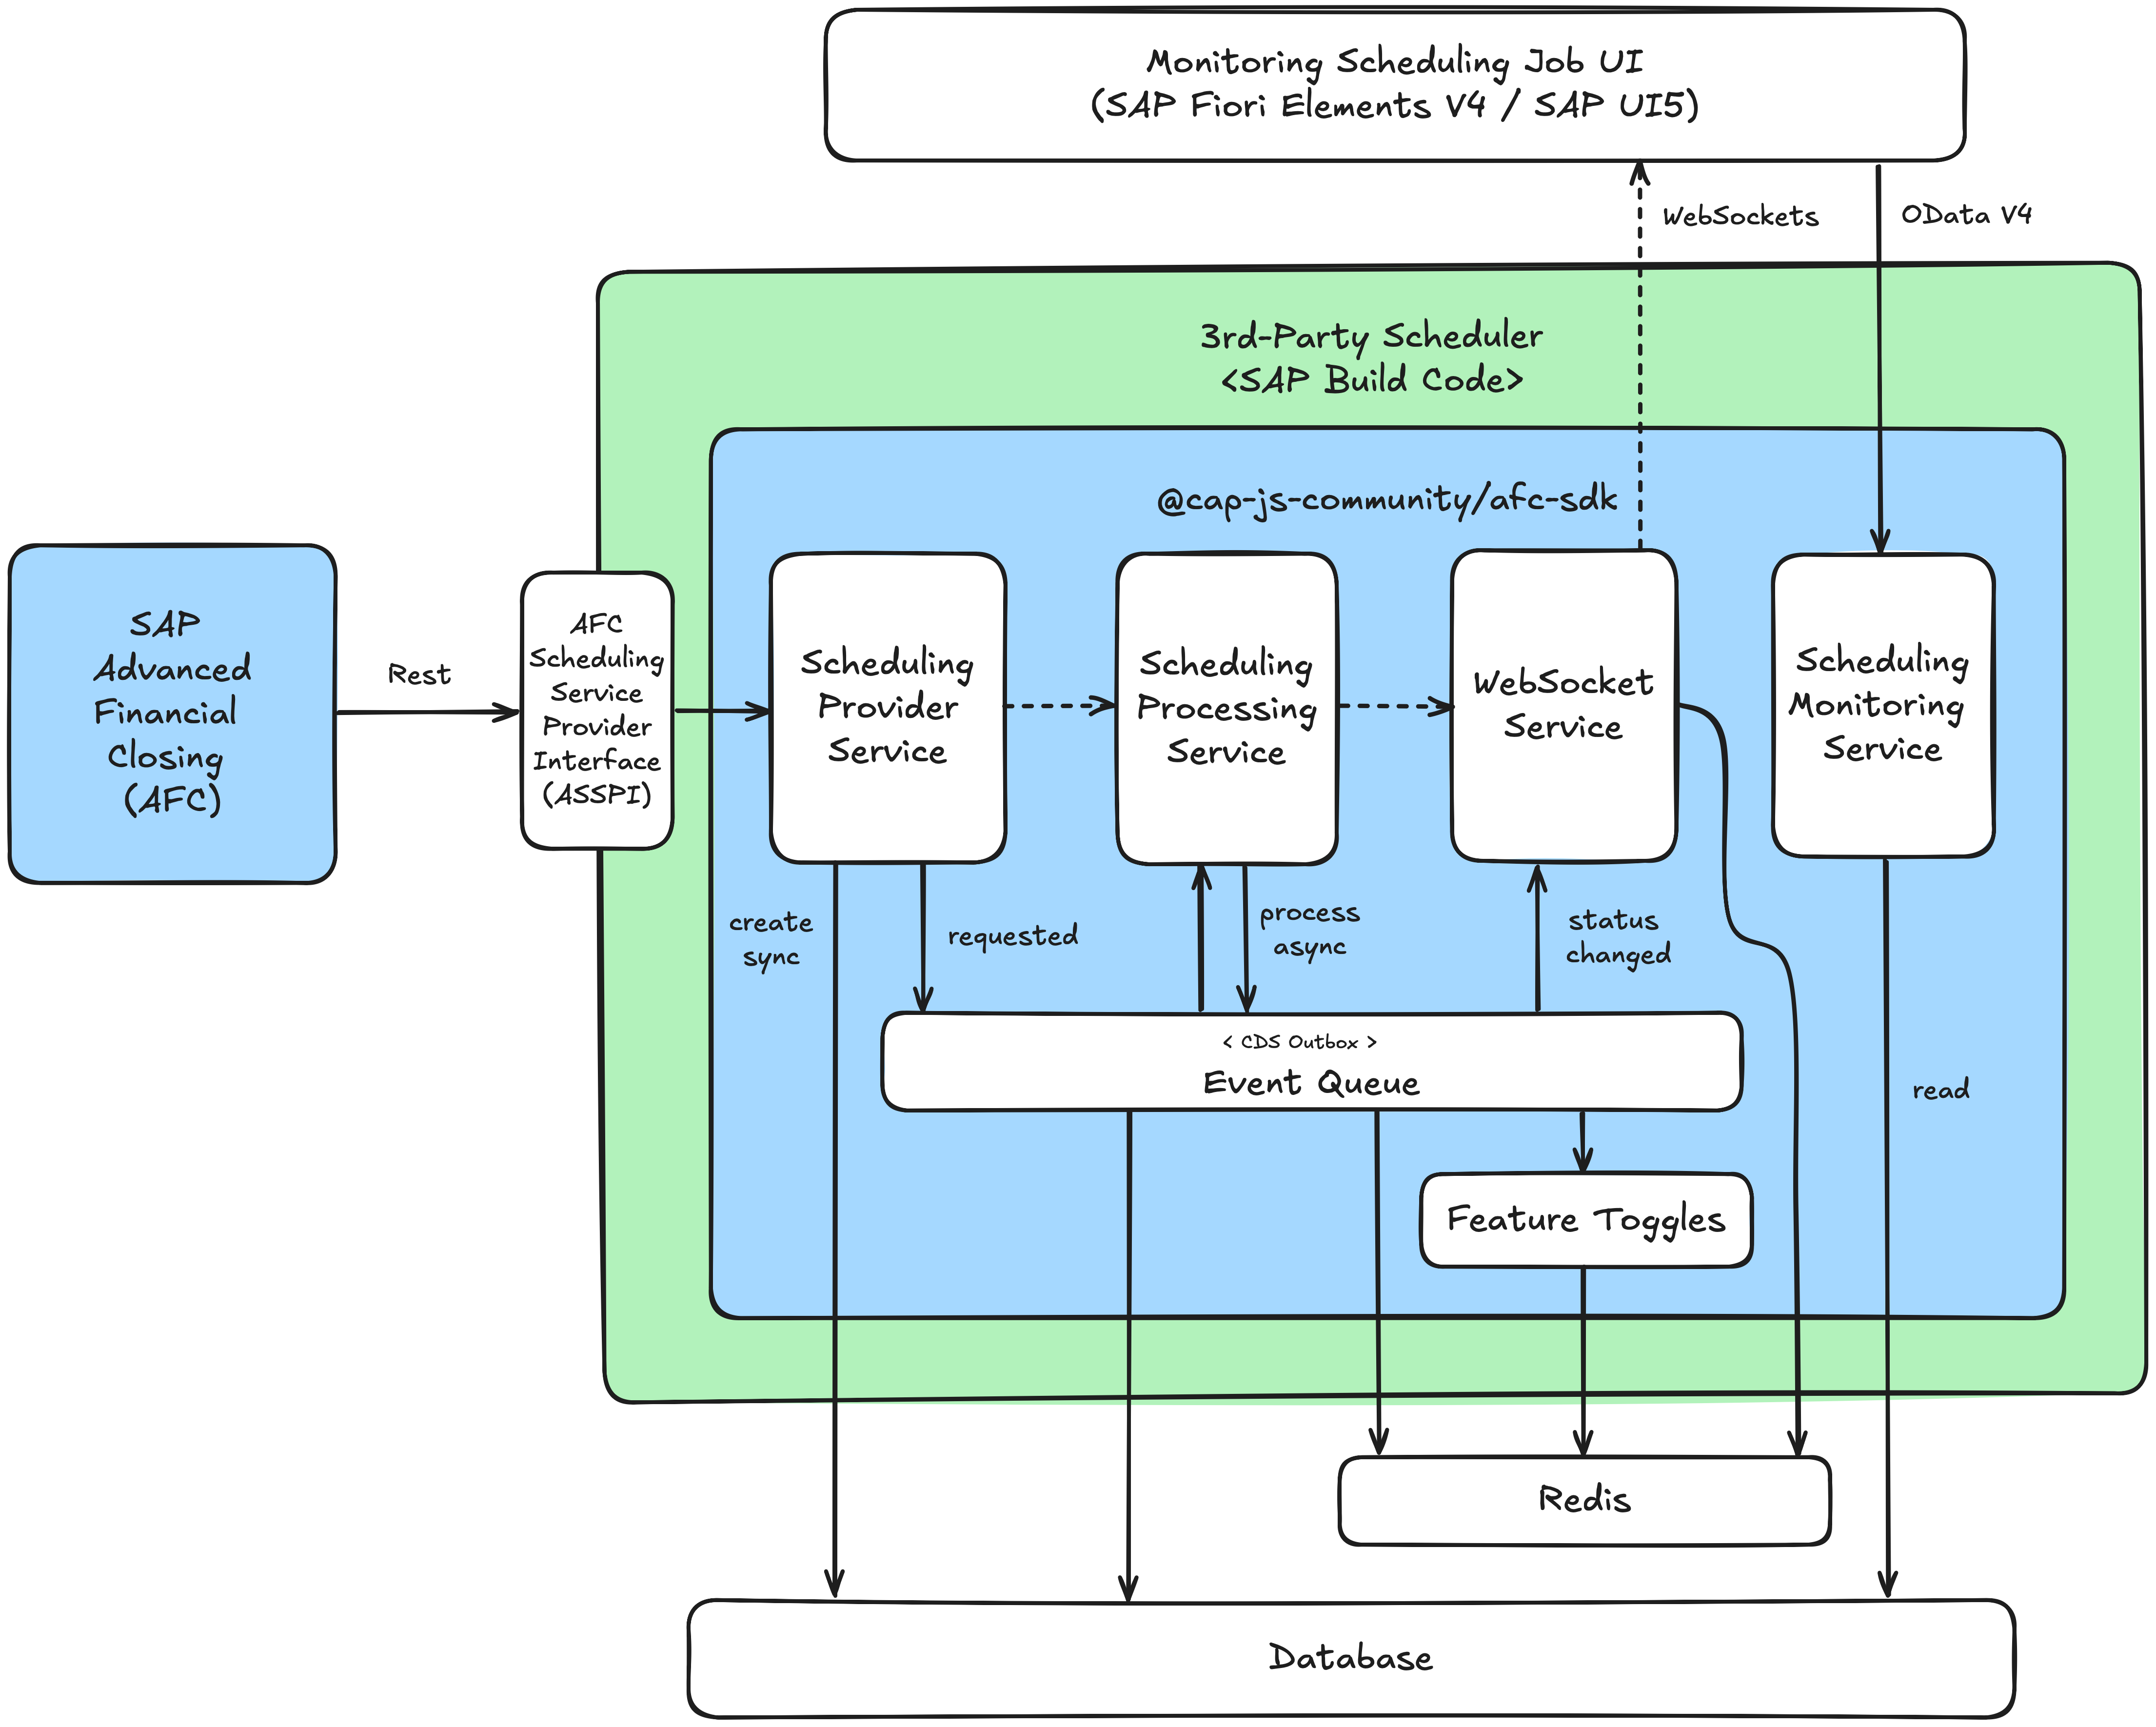 Monitoring Scheduling Job UI
(SAP Fiori Elements V4 / SAP UI5)
WebSockets
OData V4
3rd-Party Scheduler
<SAP Build Code>
@cap-js-community/afc-sdk
SAP
Advanced
Financial
Closing
(AFC)
Rest
AFC
Scheduling
Service
Provider
Interface
(ASSPI)
Scheduling
Provider
Service
Scheduling
Processing
Service
WebSocket
Service
Scheduling
Monitoring
Service
create
sync
requested
process
async
status
changed
< CDS Outbox >
Event Queue
read
Feature Toggles
Redis
Database